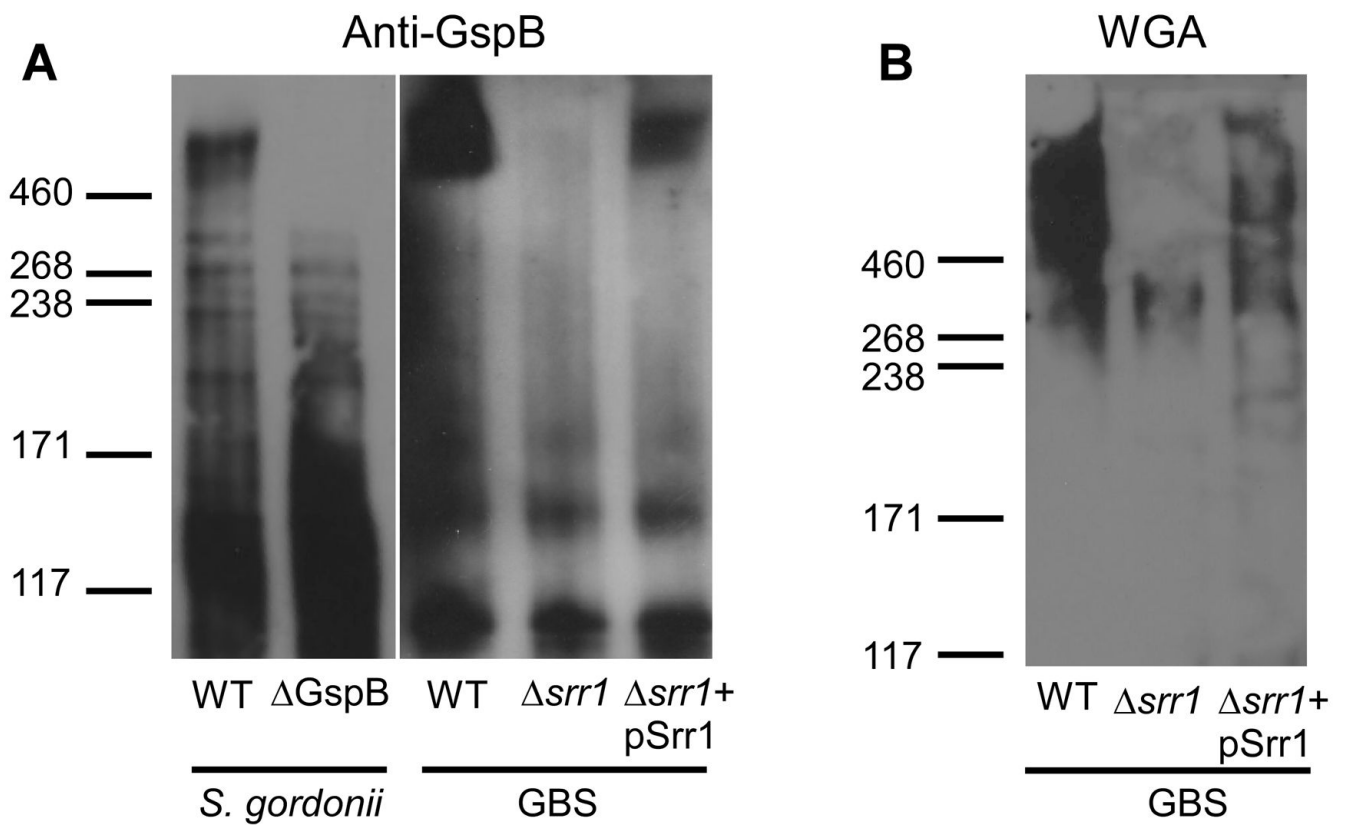 A
Anti-GspB
460
268
238
171
117
WT ΔGspB
WT Δsrr1 Δsrr1+
pSrr1
S. gordonii
GBS
B
WGA
460
268
238
171
117
WT Δsrr1 Δsrr1+
pSrr1
GBS